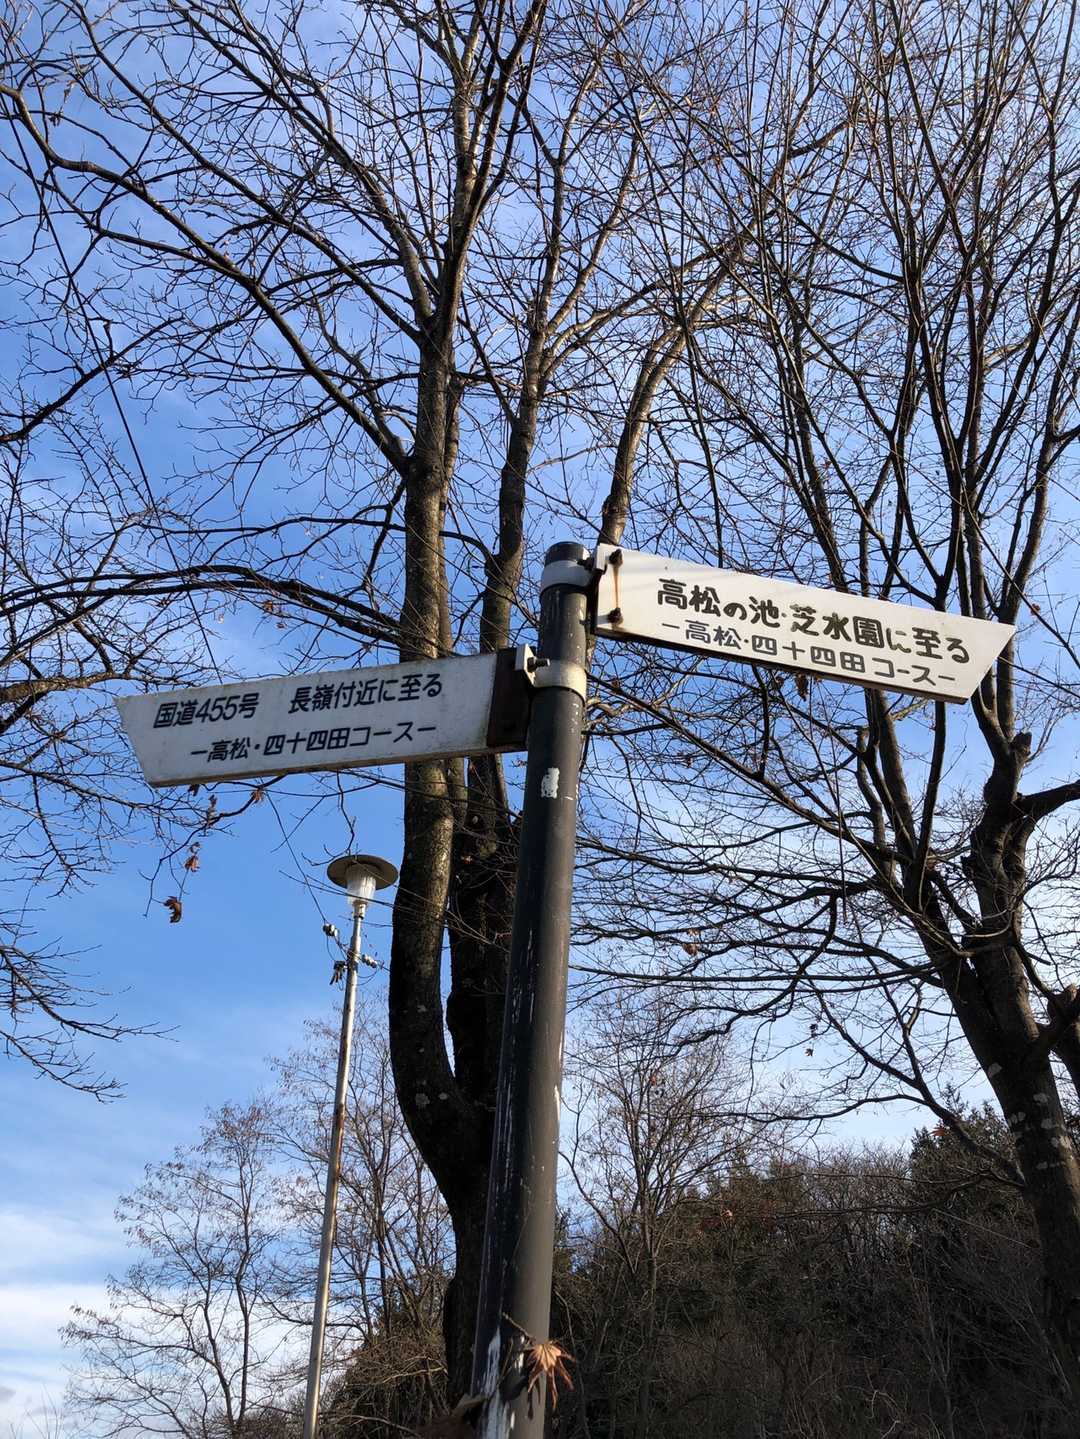 国道455号 長嶺付近に至る
ー高松・四十四田コースー
高松の池・芝水園に至る
ー高松・四十四田コースー